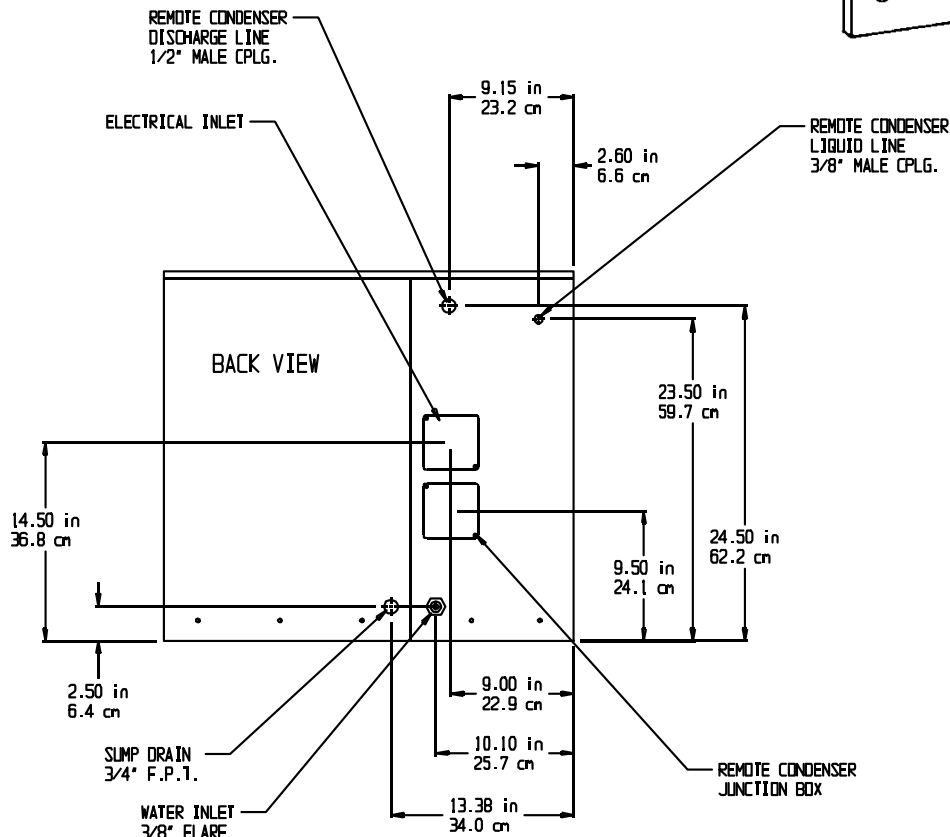 REMOTE CONDENSER
DISCHARGE LINE
1/2" MALE CPLG.
ELECTRICAL INLET
9.15 in
23.2 cm
2.60 in
6.6 cm
REMOTE CONDENSER
LIQUID LINE
3/8" MALE CPLG.
BACK VIEW
23.50 in
59.7 cm
14.50 in
36.8 cm
24.50 in
62.2 cm
9.50 in
24.1 cm
2.50 in
6.4 cm
9.00 in
22.9 cm
SUMP DRAIN
3/4" F.P.T.
10.10 in
25.7 cm
REMOTE CONDENSER
JUNCTION BOX
WATER INLET
3/8" FLARE
13.38 in
34.0 cm